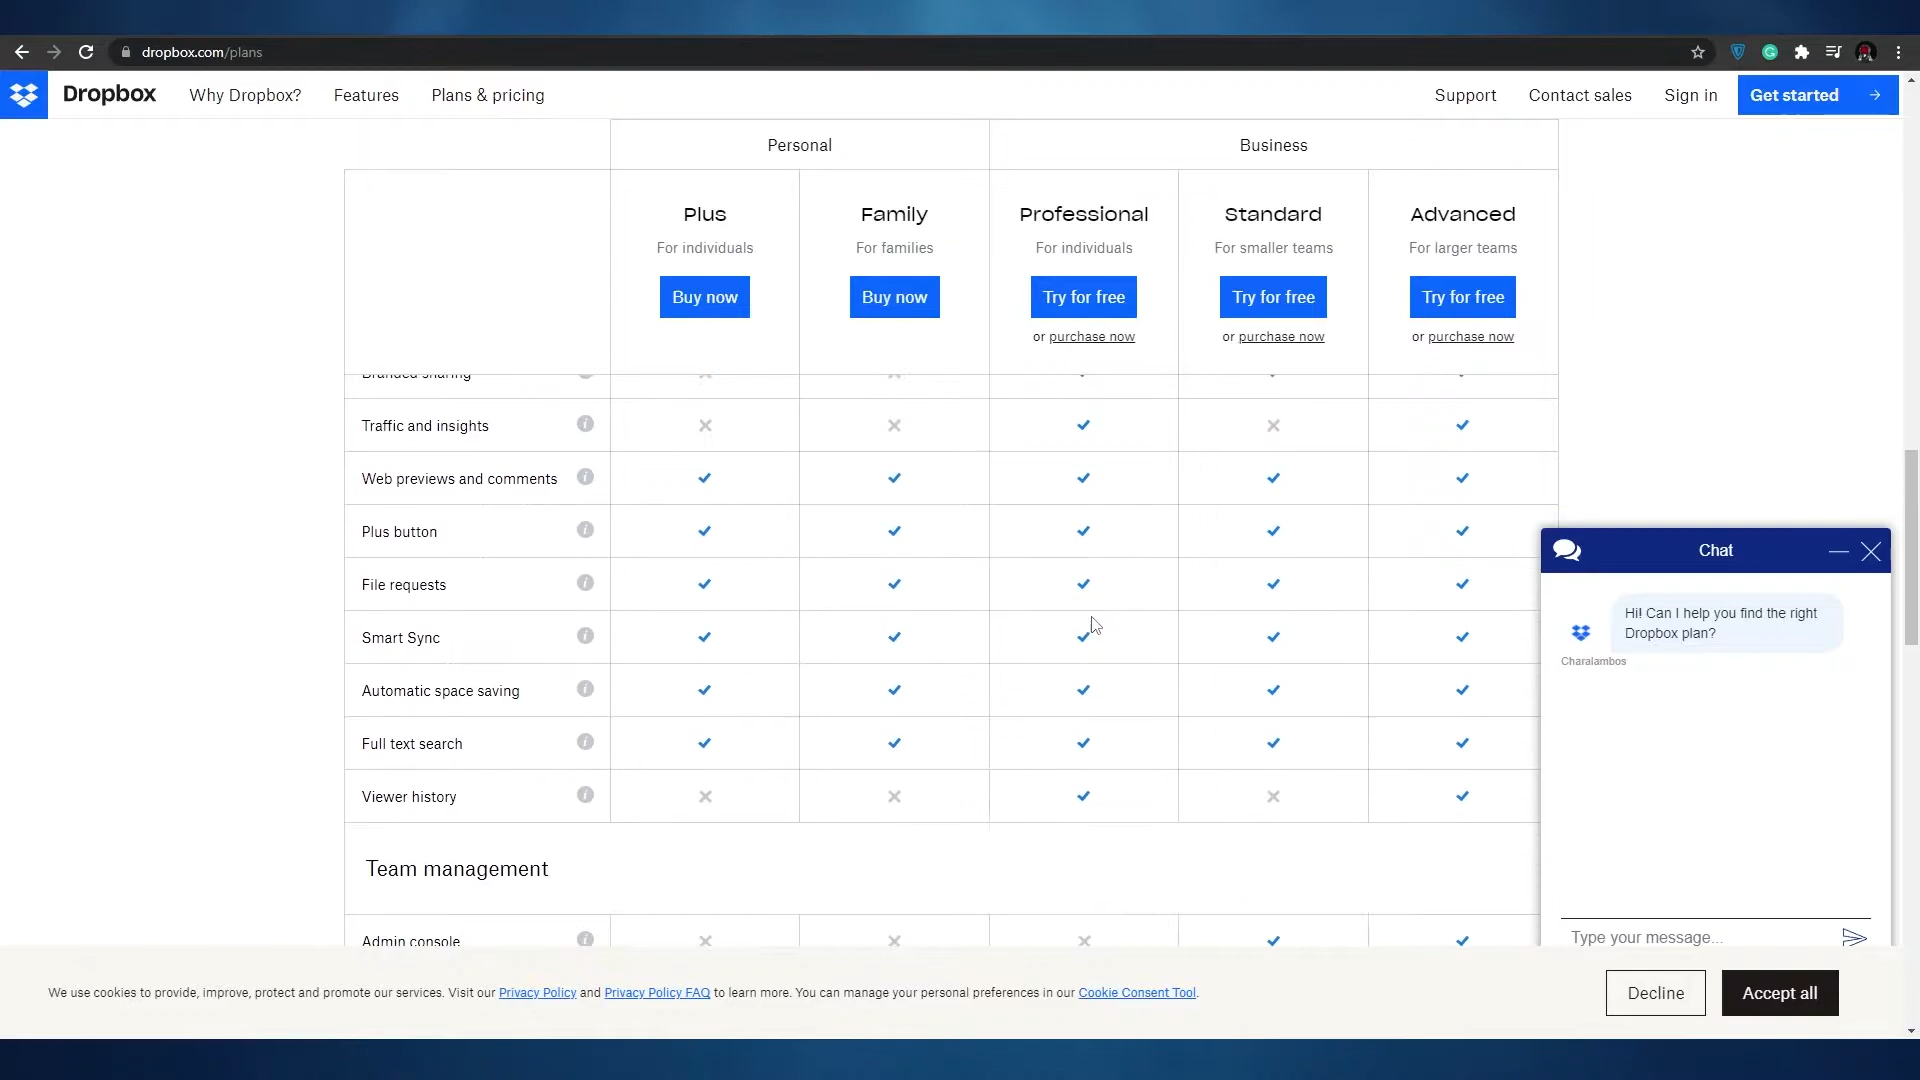 dropbox.com/plans
Dropbox Why Dropbox? Features Plans & pricing Support Contact sales Sign in Get started
Personal Business
Plus Family Professional Standard Advanced
For individuals For families For individuals For smaller teams For larger teams
Buy now Buy now Try for free Try for free Try for free
or purchase now or purchase now or purchase now
Branded sharing
Traffic and insights
Web previews and comments
Plus button
File requests
Smart Sync
Automatic space saving
Full text search
Viewer history
Team management
Admin console
Chat
Hi! Can I help you find the right
Dropbox plan?
Charalambos
Type your message...
We use cookies to provide, improve, protect and promote our services. Visit our Privacy Policy and Privacy Policy FAQ to learn more. You can manage your personal preferences in our Cookie Consent Tool.
Decline Accept all